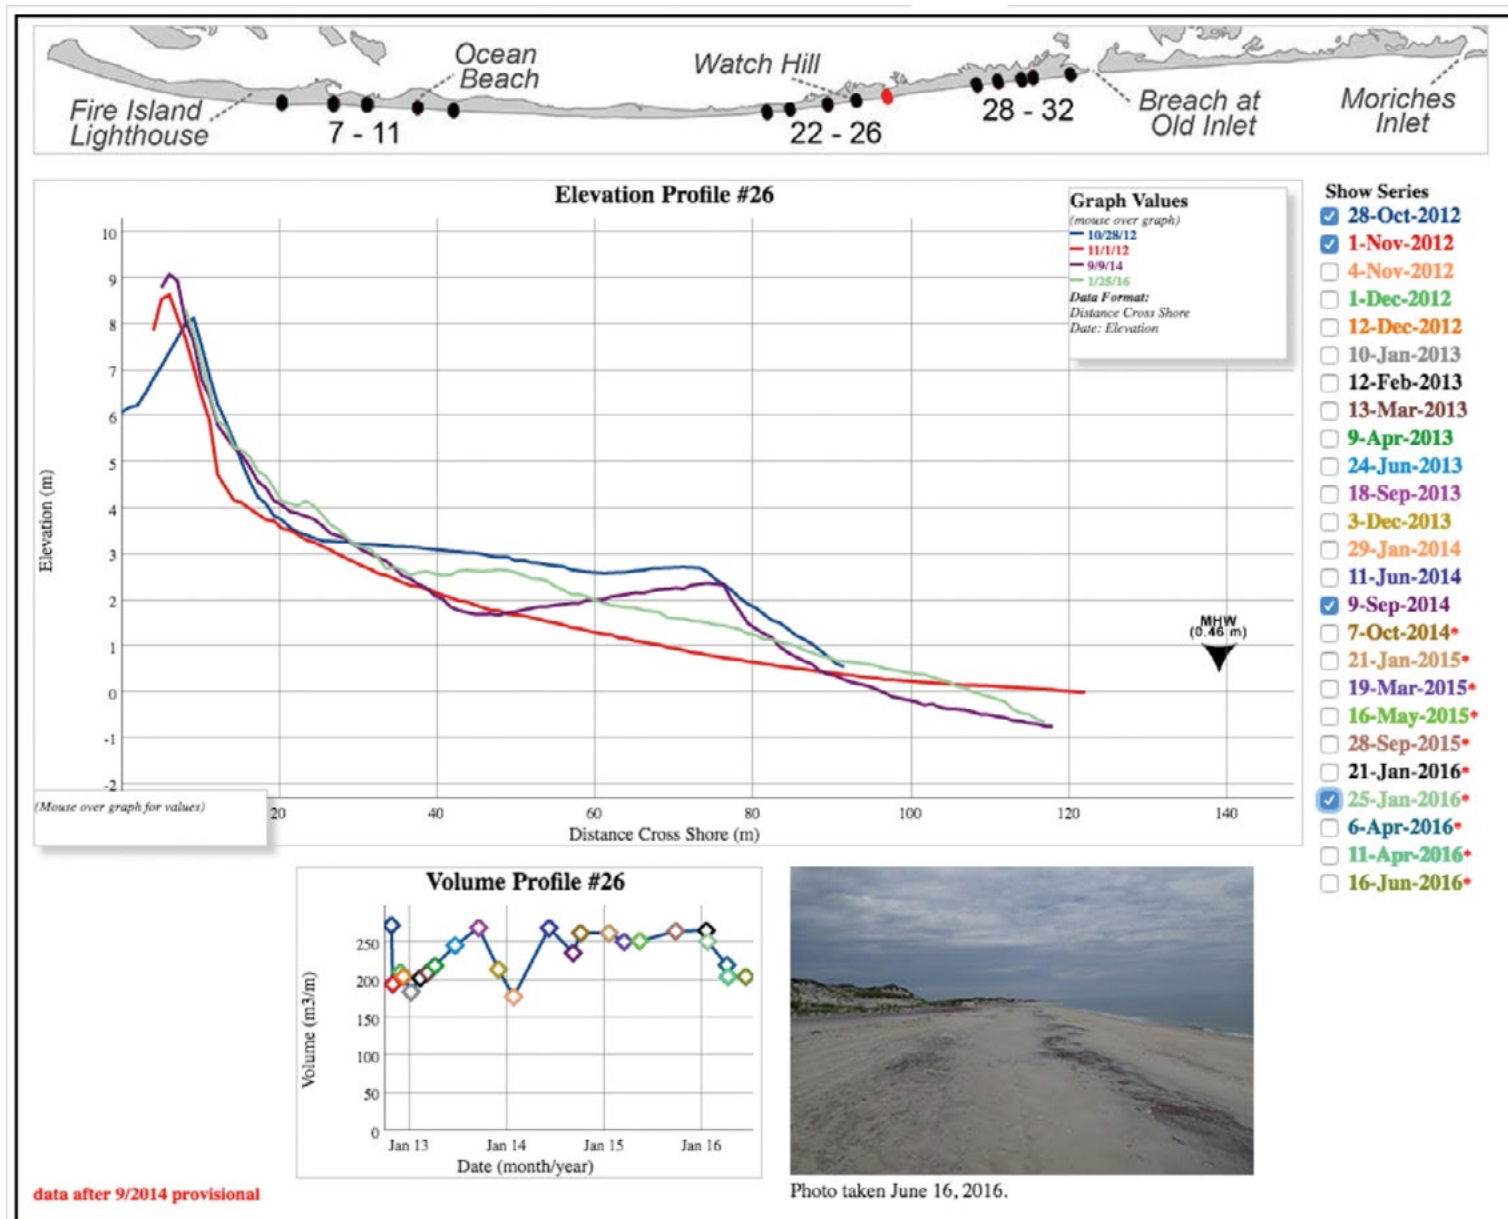 Fire Island
Lighthouse
7 - 11
Ocean
Beach
Watch Hill
22 - 26
28 - 32
Breach at
Old Inlet
Moriches
Inlet
Elevation Profile #26
Graph Values
(mouse over graph)
10/28/12
11/1/12
9/9/14
1/25/16
Data Format:
Distance Cross Shore
Date: Elevation
10
9
8
7
6
5
4
3
2
1
0
-1
-2
Elevation (m)
MHW
(0.46 m)
20 40 60 80 100 120 140
Distance Cross Shore (m)
(Mouse over graph for values)
Show Series
28-Oct-2012
1-Nov-2012
4-Nov-2012
1-Dec-2012
12-Dec-2012
10-Jan-2013
12-Feb-2013
13-Mar-2013
9-Apr-2013
24-Jun-2013
18-Sep-2013
3-Dec-2013
29-Jan-2014
11-Jun-2014
9-Sep-2014
7-Oct-2014*
21-Jan-2015*
19-Mar-2015*
16-May-2015*
28-Sep-2015*
21-Jan-2016*
25-Jan-2016*
6-Apr-2016*
11-Apr-2016*
16-Jun-2016*
Volume Profile #26
250
200
150
100
50
0
Volume (m3/m)
Jan 13 Jan 14 Jan 15 Jan 16
Date (month/year)
Photo taken June 16, 2016.
data after 9/2014 provisional